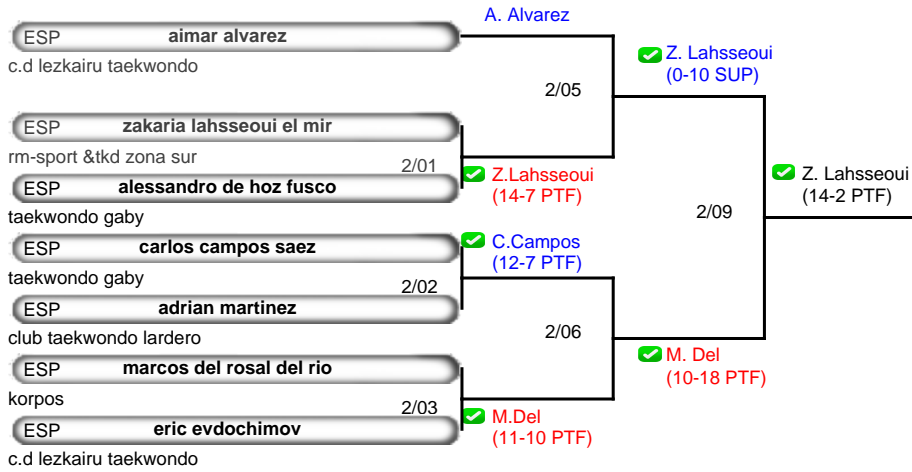 A. Alvarez
ESP aimar alvarez
c.d lezkairu taekwondo
Z. Lahsseoui
(0-10 SUP)
2/05
ESP zakaria lahsseoui el mir
rm-sport &tkd zona sur
2/01
ESP alessandro de hoz fusco
taekwondo gaby
Z.Lahsseoui
(14-7 PTF)
Z. Lahsseoui
(14-2 PTF)
2/09
ESP carlos campos saez
taekwondo gaby
C.Campos
(12-7 PTF)
2/02
ESP adrian martinez
club taekwondo lardero
2/06
ESP marcos del rosal del rio
korpos
M. Del
(10-18 PTF)
2/03
ESP eric evdochimov
c.d lezkairu taekwondo
M.Del
(11-10 PTF)